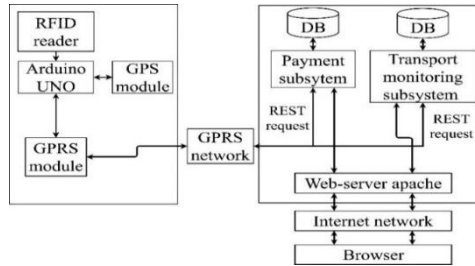 RFID
reader
Arduino
UNO
GPS
module
GPRS
module
GPRS
network
DB
DB
Payment
subsytem
Transport
monitoring
subsystem
REST
request
REST
request
Web-server apache
Internet network
Browser